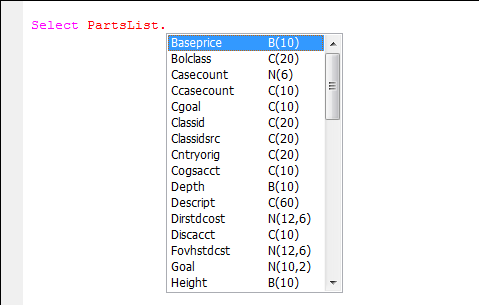 Select PartsList.
Baseprice B(10)
Bolclass C(20)
Casecount N(6)
Ccasecount C(10)
Cgoal C(10)
Classid C(20)
Classidsrc C(20)
Cntryorig C(20)
Cogsacct C(10)
Depth B(10)
Descript C(60)
Dirstdcost N(12,6)
Discacct C(10)
Fovhstdcst N(12,6)
Goal N(10,2)
Height B(10)